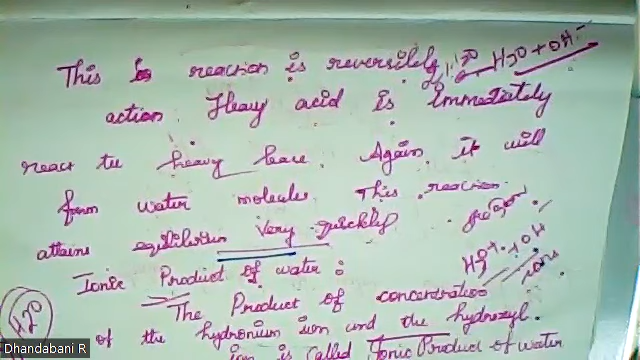 This is reaction is reversibly H2O + OH-
action. Heavy acid is immediately
react the heavy base. Again it will
form water molecules This reaction
attains equilibrium Very quickly
Ionic Product of water :
The Product of concentration
H2O of the hydronium ion and the hydroxyl.
ion is called Ionic Product of water
Dhandabani R